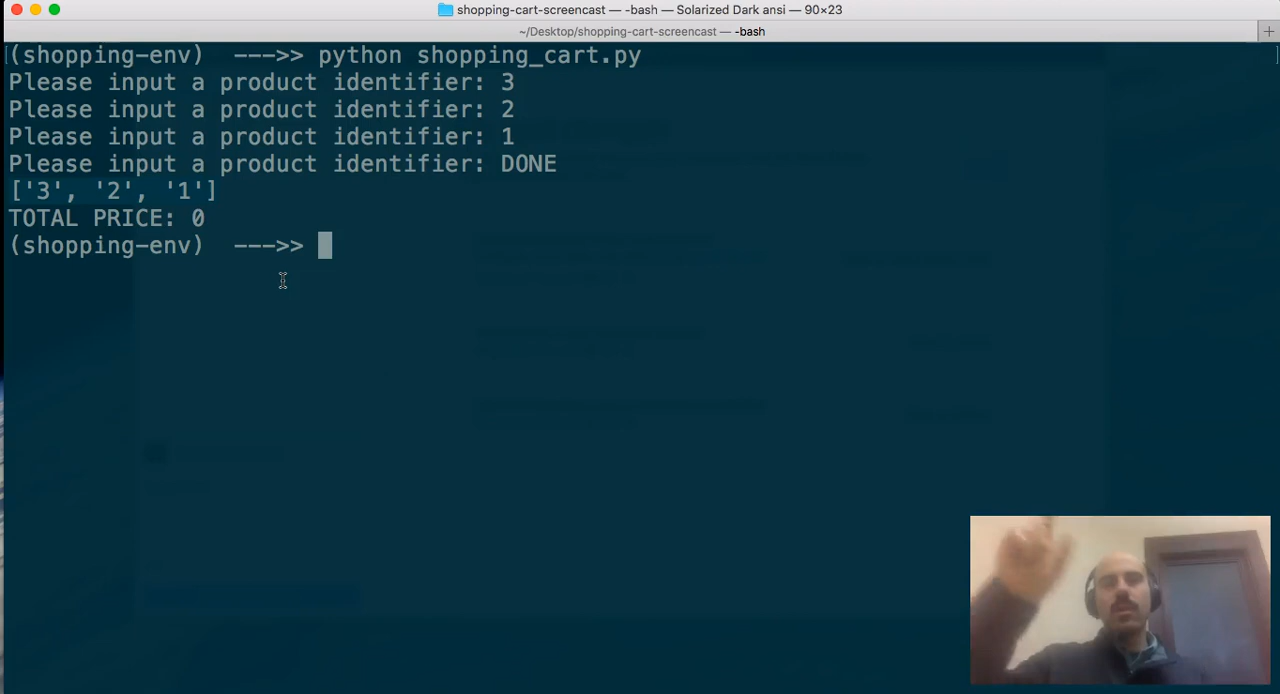 shopping-cart-screencast — -bash — Solarized Dark ansi — 90×23
~/Desktop/shopping-cart-screencast — -bash
(shopping-env)  --->> python shopping_cart.py
Please input a product identifier: 3
Please input a product identifier: 2
Please input a product identifier: 1
Please input a product identifier: DONE
['3', '2', '1']
TOTAL PRICE: 0
(shopping-env)  --->>